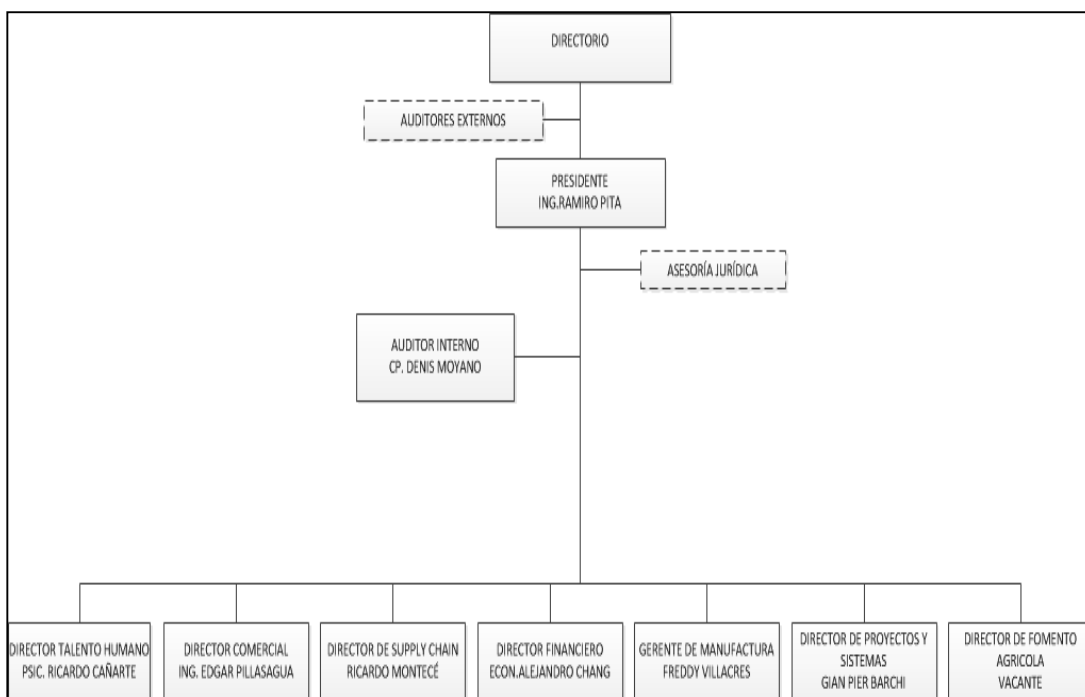 DIRECTORIO
AUDITORES EXTERNOS
PRESIDENTE
ING.RAMIRO PITA
ASESORÍA JURÍDICA
AUDITOR INTERNO
CP. DENIS MOYANO
DIRECTOR TALENTO HUMANO
PSIC. RICARDO CAÑARTE
DIRECTOR COMERCIAL
ING. EDGAR PILLASAGUA
DIRECTOR DE SUPPLY CHAIN
RICARDO MONTECÉ
DIRECTOR FINANCIERO
ECON.ALEJANDRO CHANG
GERENTE DE MANUFACTURA
FREDDY VILLACRES
DIRECTOR DE PROYECTOS Y
SISTEMAS
GIAN PIER BARCHI
DIRECTOR DE FOMENTO
AGRICOLA
VACANTE